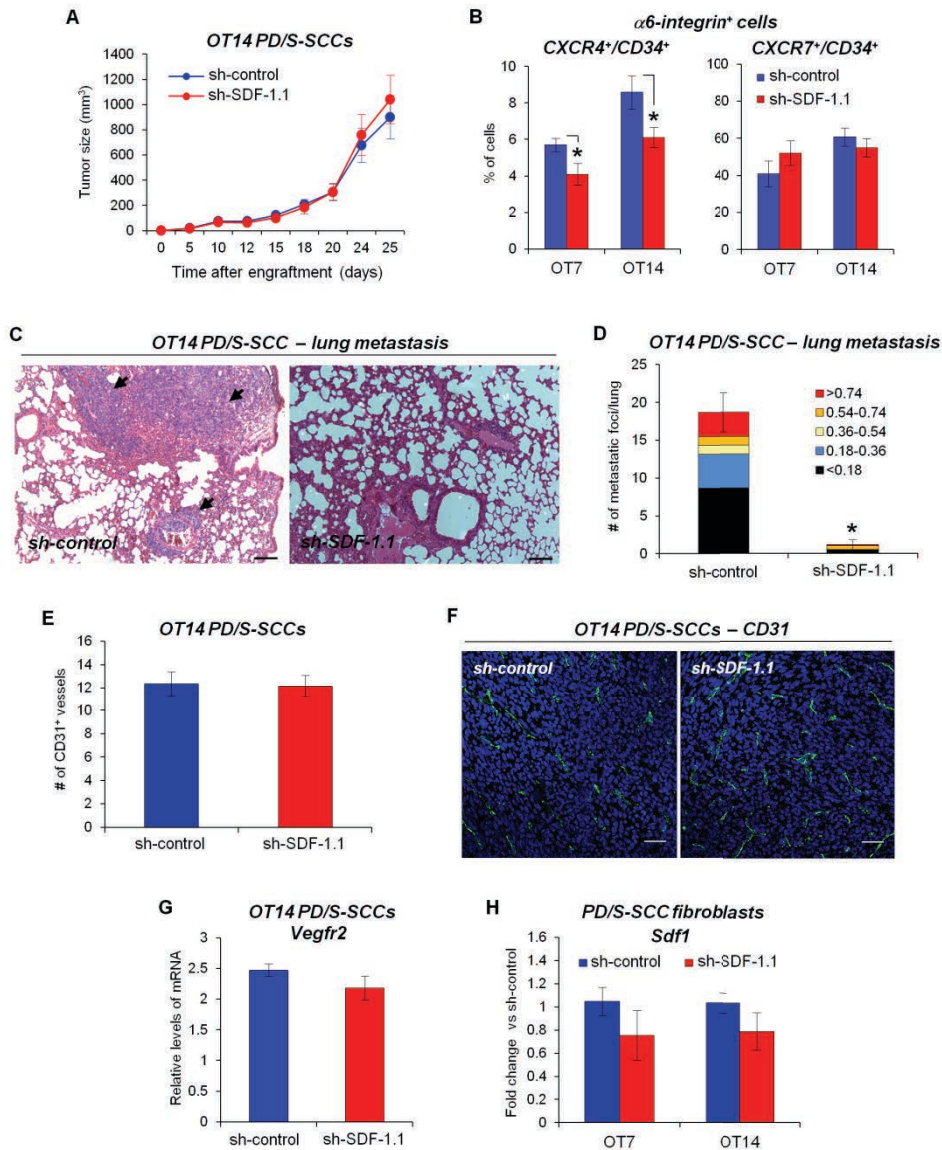 A
OT14 PD/S-SCCs
sh-control
sh-SDF-1.1
Tumor size (mm³)
1400
1200
1000
800
600
400
200
0
0 5 10 12 15 18 20 24 25
Time after engraftment (days)
B
α6-integrin⁺ cells
CXCR4⁺/CD34⁺
CXCR7⁺/CD34⁺
% of cells
10
8
6
4
2
0
*
*
OT7 OT14
100
80
60
40
20
0
sh-control
sh-SDF-1.1
OT7 OT14
C
OT14 PD/S-SCC – lung metastasis
sh-control
sh-SDF-1.1
D
OT14 PD/S-SCC – lung metastasis
# of metastatic foci/lung
25
20
15
10
5
0
>0.74
0.54-0.74
0.36-0.54
0.18-0.36
<0.18
*
sh-control sh-SDF-1.1
E
OT14 PD/S-SCCs
# of CD31⁺ vessels
16
14
12
10
8
6
4
2
0
sh-control sh-SDF-1.1
F
OT14 PD/S-SCCs – CD31
sh-control
sh-SDF-1.1
G
OT14 PD/S-SCCs
Vegfr2
Relative levels of mRNA
3
2.5
2
1.5
1
0.5
0
sh-control sh-SDF-1.1
H
PD/S-SCC fibroblasts
Sdf1
sh-control sh-SDF-1.1
Fold change vs sh-control
1.6
1.4
1.2
1
0.8
0.6
0.4
0.2
0
OT7 OT14